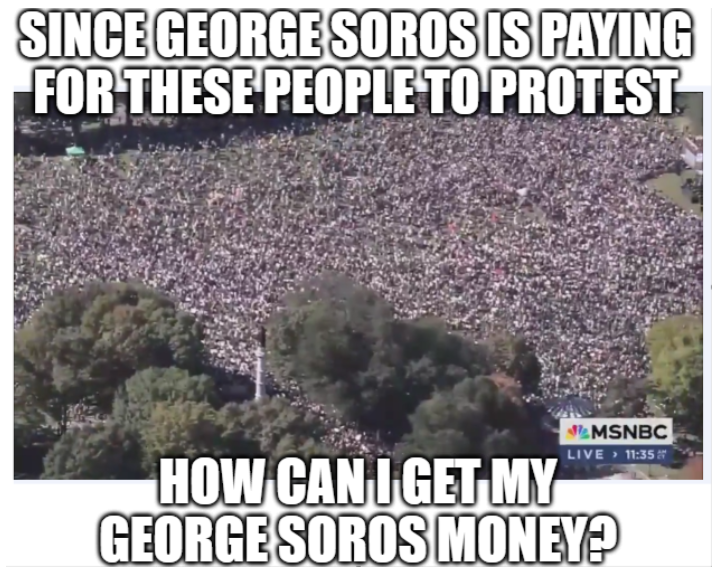 SINCE GEORGE SOROS IS PAYING
FOR THESE PEOPLE TO PROTEST
MSNBC
LIVE > 11:35
HOW CAN I GET MY
GEORGE SOROS MONEY?